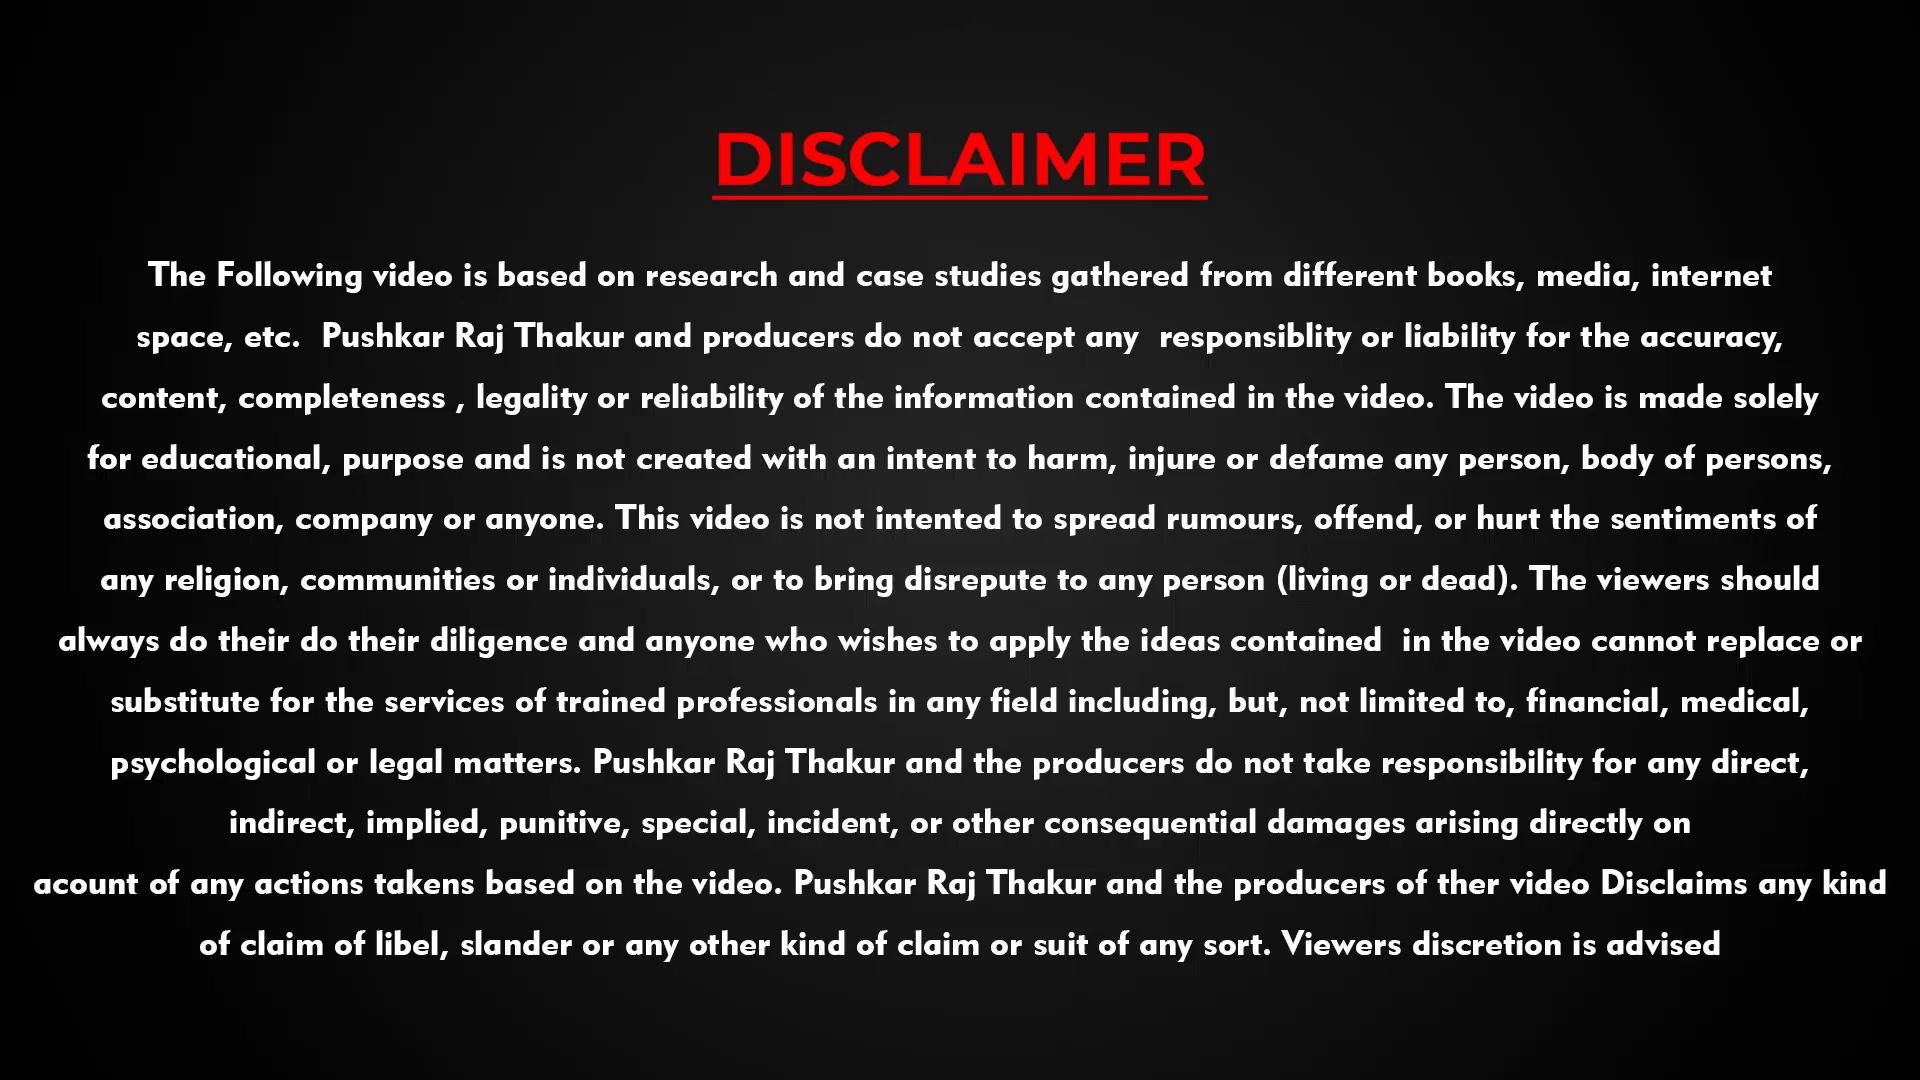 DISCLAIMER
The Following video is based on research and case studies gathered from different books, media, internet
space, etc.  Pushkar Raj Thakur and producers do not accept any  responsiblity or liability for the accuracy,
content, completeness , legality or reliability of the information contained in the video. The video is made solely
for educational, purpose and is not created with an intent to harm, injure or defame any person, body of persons,
association, company or anyone. This video is not intented to spread rumours, offend, or hurt the sentiments of
any religion, communities or individuals, or to bring disrepute to any person (living or dead). The viewers should
always do their do their diligence and anyone who wishes to apply the ideas contained  in the video cannot replace or
substitute for the services of trained professionals in any field including, but, not limited to, financial, medical,
psychological or legal matters. Pushkar Raj Thakur and the producers do not take responsibility for any direct,
indirect, implied, punitive, special, incident, or other consequential damages arising directly on
acount of any actions takens based on the video. Pushkar Raj Thakur and the producers of ther video Disclaims any kind
of claim of libel, slander or any other kind of claim or suit of any sort. Viewers discretion is advised